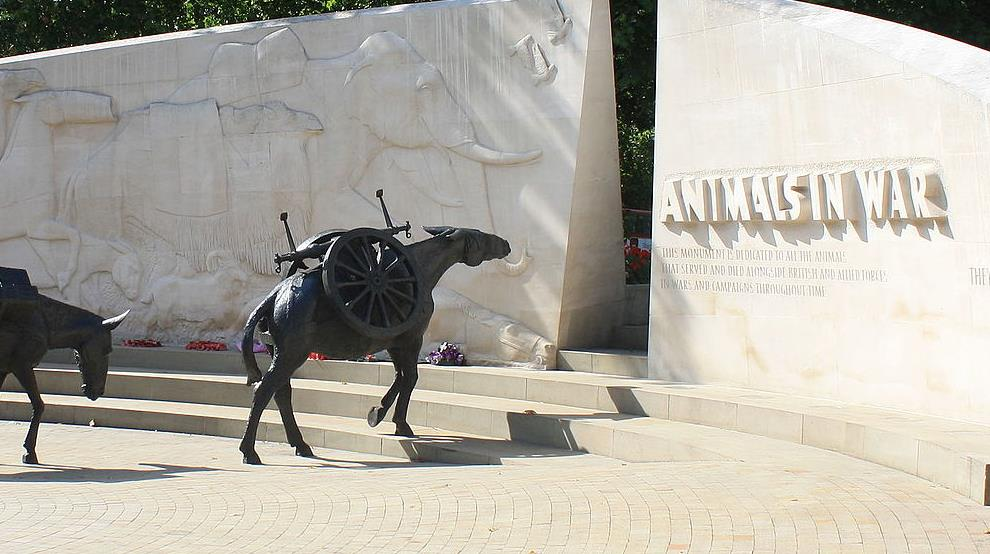 ANIMALS IN WAR
THIS MONUMENT IS DEDICATED TO ALL THE ANIMALS
THAT SERVED AND DIED ALONGSIDE BRITISH AND ALLIED FORCES
IN WARS AND CAMPAIGNS THROUGHOUT TIME